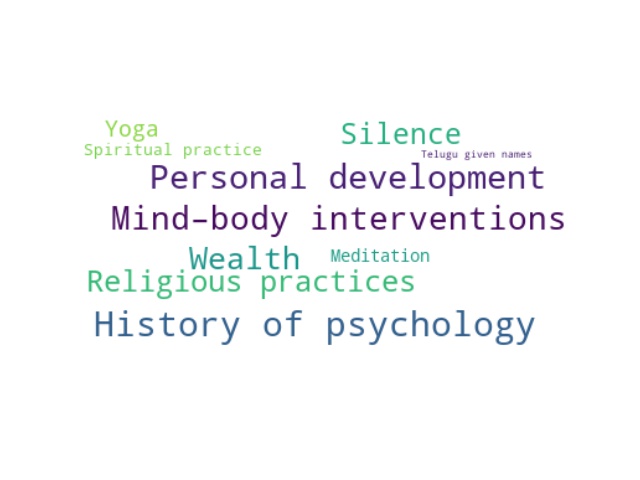 Yoga
Silence
Spiritual practice
Telugu given names
Personal development
Mind–body interventions
Wealth
Meditation
Religious practices
History of psychology